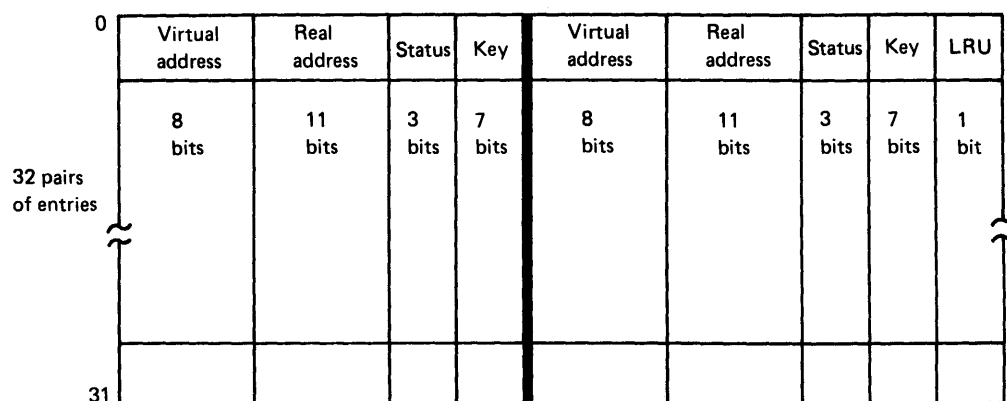 0
Virtual address
Real address
Status
Key
Virtual address
Real address
Status
Key
LRU
8 bits
11 bits
3 bits
7 bits
8 bits
11 bits
3 bits
7 bits
1 bit
32 pairs
of entries
31